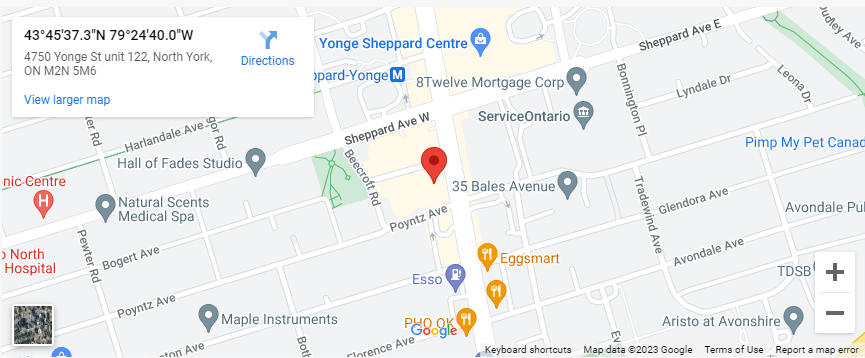 43°45'37.3"N 79°24'40.0"W
4750 Yonge St unit 122, North York,
ON M2N 5M6
Directions
View larger map
Yonge Sheppard Centre
ppard-Yonge M
Sheppard Ave E
Dudley Ave
8Twelve Mortgage Corp
Bonnington Pl
Lyndale Dr
Leona Dr
ServiceOntario
Sheppard Ave W
Harlandale Ave
Pimp My Pet Canad
Hall of Fades Studio
Beecroft Rd
nic Centre
H
Natural Scents
Medical Spa
35 Bales Avenue
Tradewind Ave
Glendora Ave
Avondale Pu
Poyntz Ave
Pewter Rd
Bogert Ave
North
Hospital
Avondale Ave
Eggsmart
Esso
TDSB
Poyntz Ave
Maple Instruments
PHO OK
Google
Aristo at Avonshire
Florence Ave
Keyboard shortcuts
Map data ©2023 Google
Terms of Use
Report a map error